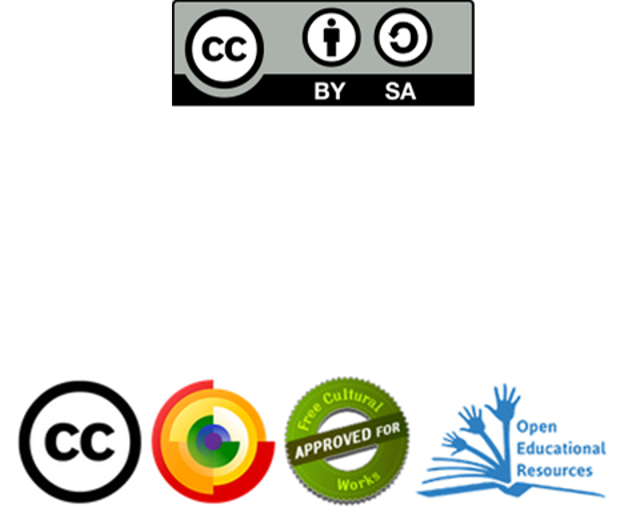 cc
BY SA
cc
Free Cultural
APPROVED FOR
Works
Open
Educational
Resources